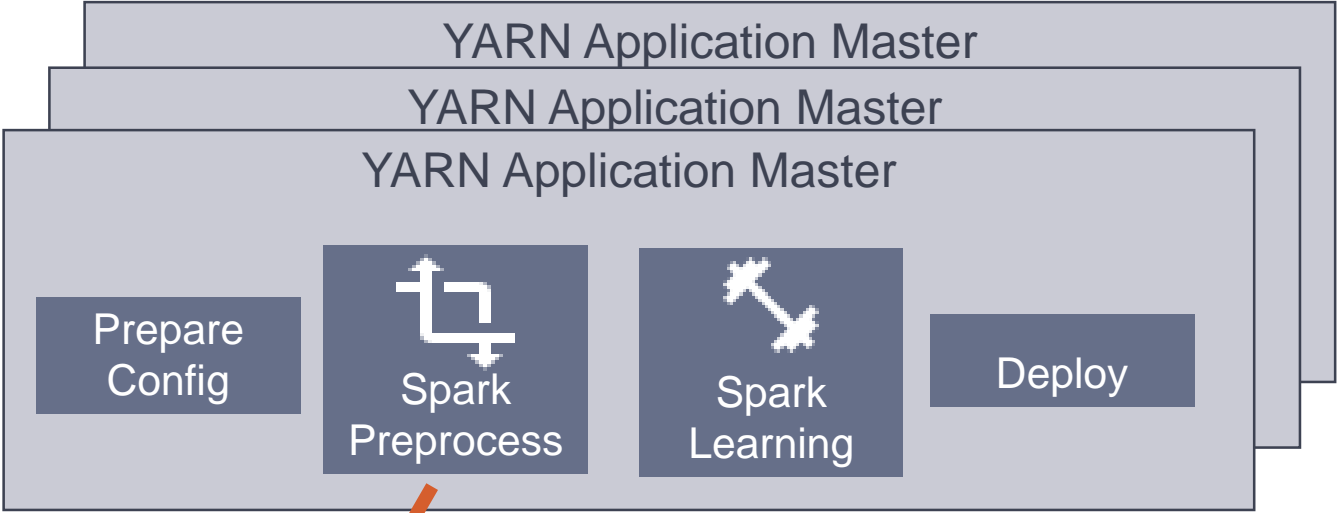 YARN Application Master
YARN Application Master
YARN Application Master
Prepare
Config
Spark
Preprocess
Spark
Learning
Deploy